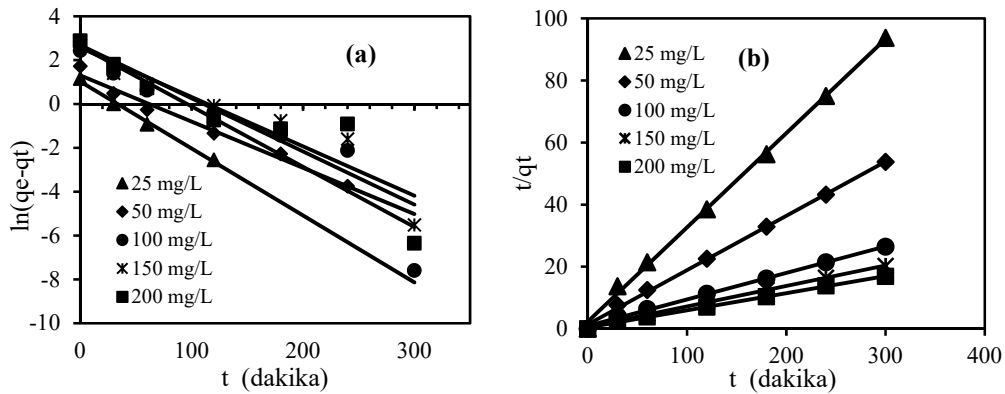 (a)
ln(qe-qt)
4
2
0
-2
-4
-6
-8
-10
0 100 200 300
t (dakika)
25 mg/L
50 mg/L
100 mg/L
150 mg/L
200 mg/L
(b)
t/qt
100
80
60
40
20
0
0 100 200 300 400
t (dakika)
25 mg/L
50 mg/L
100 mg/L
150 mg/L
200 mg/L